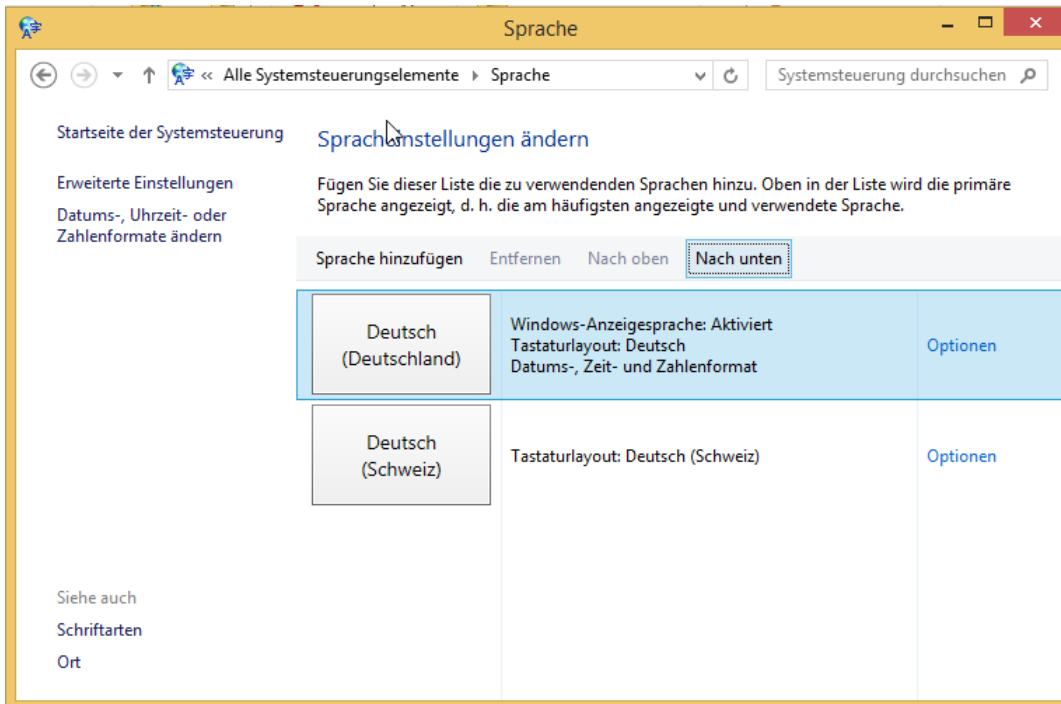 Sprache
« Alle Systemsteuerungselemente Sprache
Systemsteuerung durchsuchen
Startseite der Systemsteuerung
Erweiterte Einstellungen
Datums-, Uhrzeit- oder
Zahlenformate ändern
Spracheinstellungen ändern
Fügen Sie dieser Liste die zu verwendenden Sprachen hinzu. Oben in der Liste wird die primäre
Sprache angezeigt, d. h. die am häufigsten angezeigte und verwendete Sprache.
Sprache hinzufügen Entfernen Nach oben Nach unten
Deutsch
(Deutschland)
Windows-Anzeigesprache: Aktiviert
Tastaturlayout: Deutsch
Datums-, Zeit- und Zahlenformat
Optionen
Deutsch
(Schweiz)
Tastaturlayout: Deutsch (Schweiz)
Optionen
Siehe auch
Schriftarten
Ort